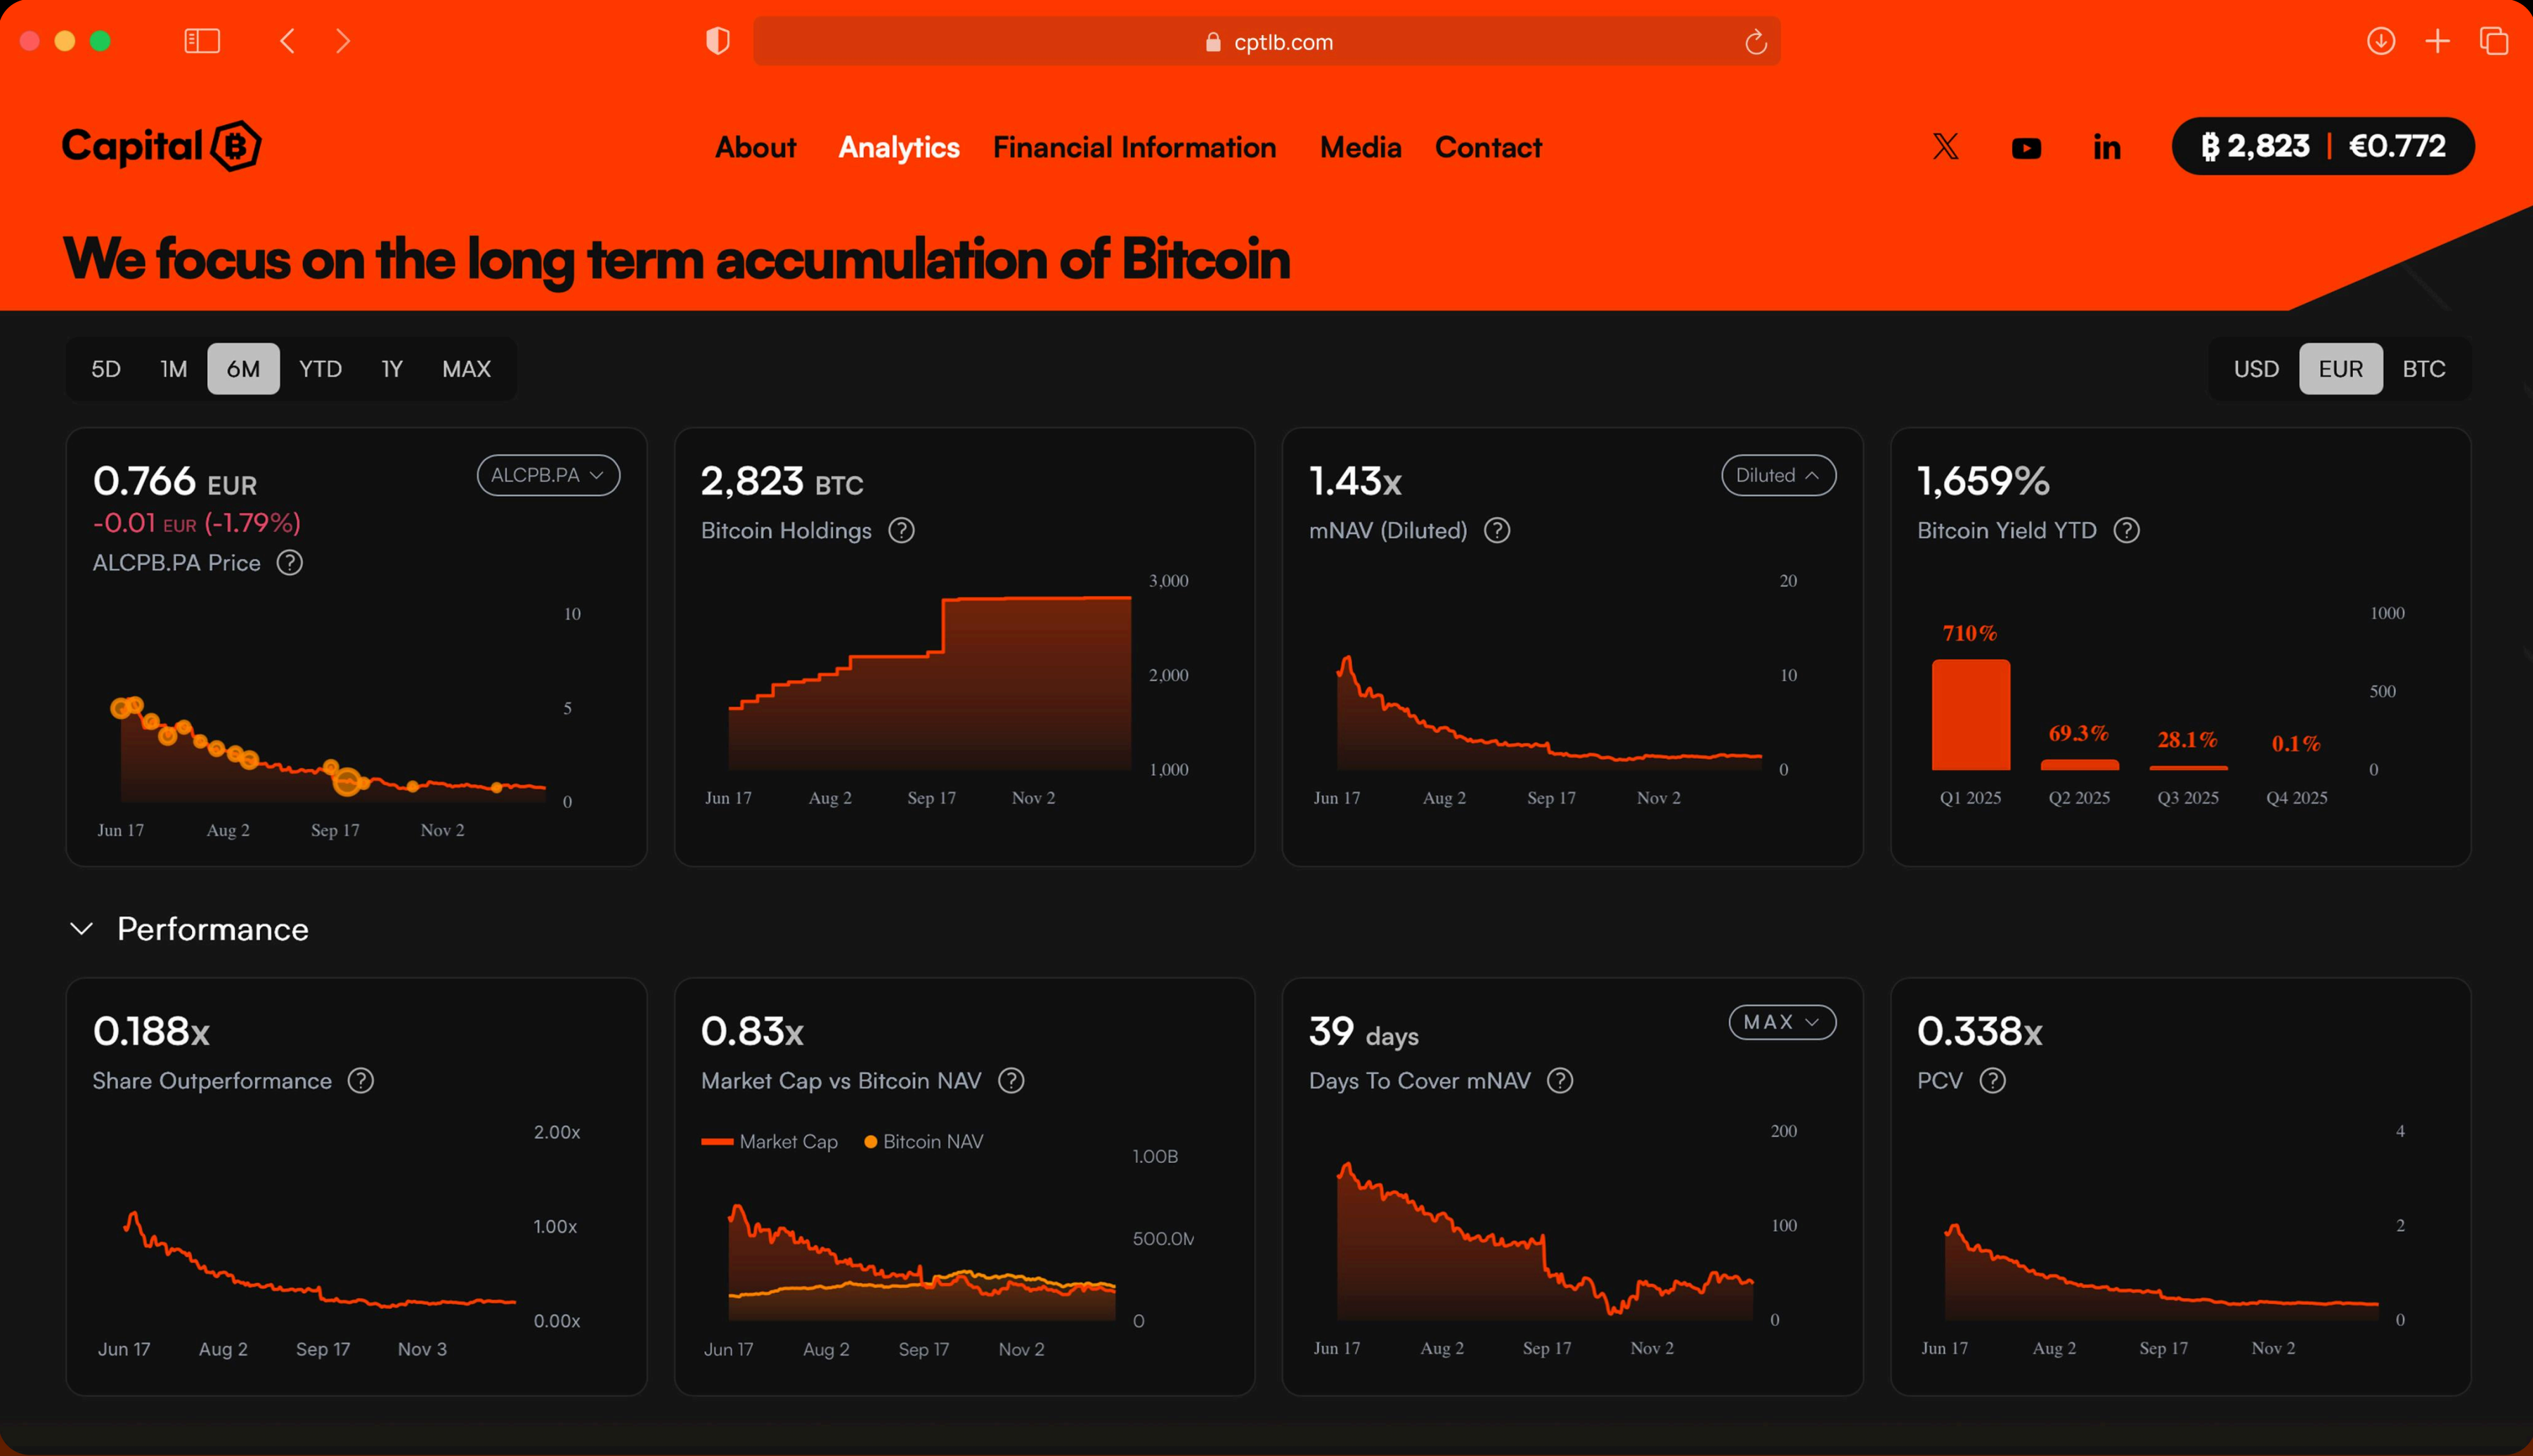 cptlb.com
Capital
About Analytics Financial Information Media Contact
₿ 2,823 | €0.772
We focus on the long term accumulation of Bitcoin
5D 1M 6M YTD 1Y MAX
USD EUR BTC
0.766 EUR
ALCPB.PA
-0.01 EUR (-1.79%)
ALCPB.PA Price ?
10
5
0
Jun 17 Aug 2 Sep 17 Nov 2
2,823 BTC
Bitcoin Holdings ?
3,000
2,000
1,000
Jun 17 Aug 2 Sep 17 Nov 2
1.43x
Diluted
mNAV (Diluted) ?
20
10
0
Jun 17 Aug 2 Sep 17 Nov 2
1,659%
Bitcoin Yield YTD ?
1000
710%
500
69.3%
28.1%
0.1%
0
Q1 2025 Q2 2025 Q3 2025 Q4 2025
Performance
0.188x
Share Outperformance ?
2.00x
1.00x
0.00x
Jun 17 Aug 2 Sep 17 Nov 3
0.83x
Market Cap vs Bitcoin NAV ?
Market Cap Bitcoin NAV
1.00B
500.0M
0
Jun 17 Aug 2 Sep 17 Nov 2
39 days
MAX
Days To Cover mNAV ?
200
100
0
Jun 17 Aug 2 Sep 17 Nov 2
0.338x
PCV ?
4
2
0
Jun 17 Aug 2 Sep 17 Nov 2